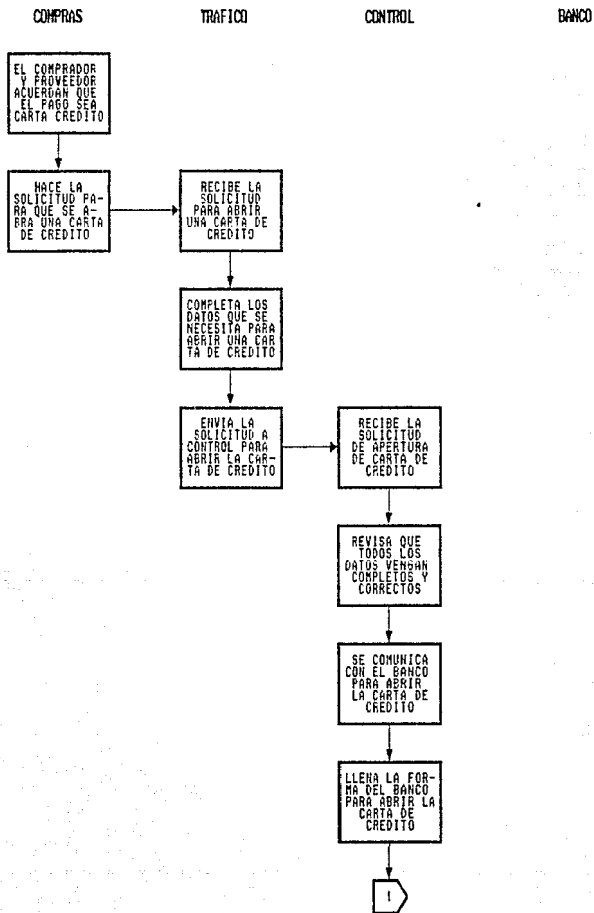 COMPRAS TRAFICO CONTROL BANCO
EL COMPRADOR
Y PROVEEDOR
ACUERDAN QUE
EL PAGO SEA
CARTA CREDITO
HACE LA
SOLICITUD PA-
RA QUE SE A-
BRA UNA CARTA
DE CREDITO
RECIBE LA
SOLICITUD
PARA ABRIR
UNA CARTA DE
CREDITO
COMPLETA LOS
DATOS QUE SE
NECESITA PARA
ABRIR UNA CAR
TA DE CREDITO
ENVIA LA
SOLICITUD A
CONTROL PARA
ABRIR LA CAR-
TA DE CREDITO
RECIBE LA
SOLICITUD
DE APERTURA
DE CARTA DE
CREDITO
REVISA QUE
TODOS LOS
DATOS VENGAN
COMPLETOS Y
CORRECTOS
SE COMUNICA
CON EL BANCO
PARA ABRIR
LA CARTA DE
CREDITO
LLENA LA FOR-
MA DEL BANCO
PARA ABRIR LA
CARTA DE
CREDITO
1